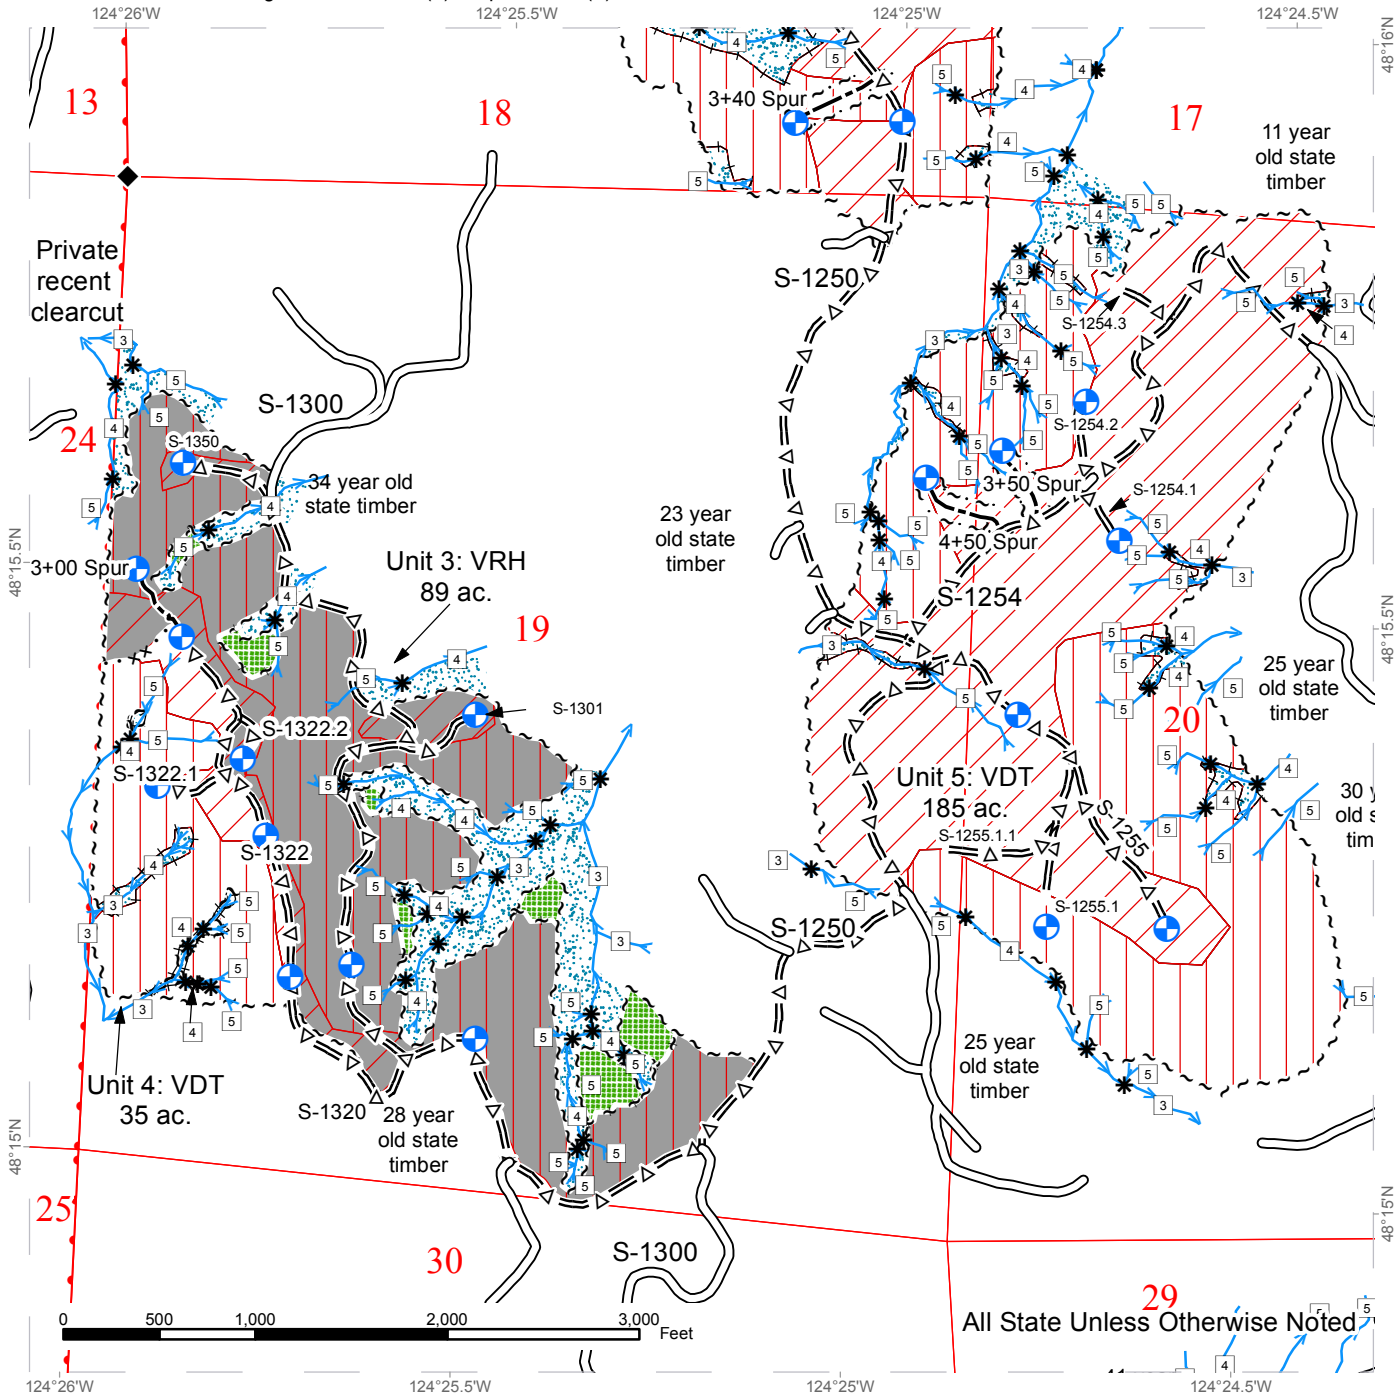 124°26'W
124°25.5'W
124°25'W
124°24.5'W
48°16'N
13
18
17
3+40 Spur
11 year
old state
timber
Private
recent
clearcut
S-1250
S-1254.3
S-1300
24
S-1350
34 year old
state timber
S-1254.2
3+50 Spur
S-1254.1
23 year
old state
timber
4+50 Spur
48°15.5'N
3+00 Spur
Unit 3: VRH
89 ac.
S-1254
19
48°15.5'N
25 year
old state
timber
20
S-1301
S-1322.2
S-1322.1
Unit 5: VDT
185 ac.
S-1255
S-1255.1.1
30
old
tim
S-1322
S-1255.1
S-1250
25 year
old state
timber
Unit 4: VDT
35 ac.
S-1320
28 year
old state
timber
48°15'N
25
48°15'N
30
S-1300
29
All State Unless Otherwise Noted
0 500 1,000 2,000 3,000
Feet
124°26'W
124°25.5'W
124°25'W
124°24.5'W